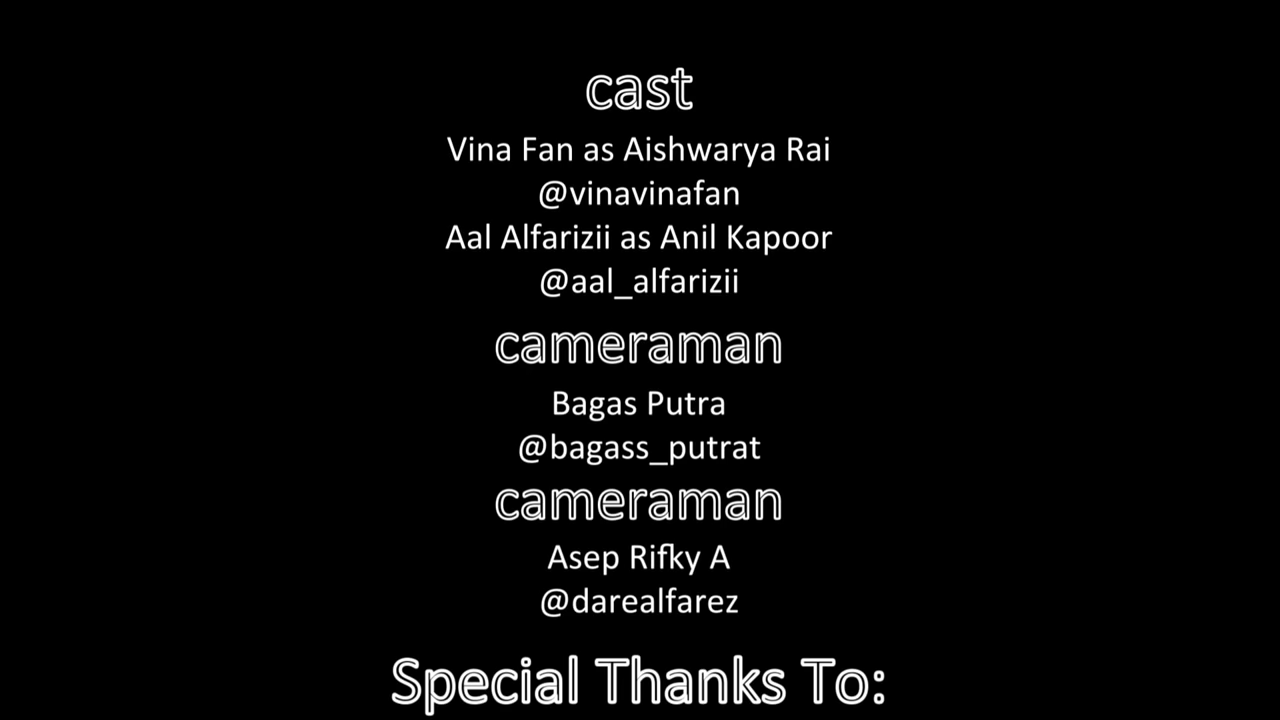 cast
Vina Fan as Aishwarya Rai
@vinavinafan
Aal Alfarizii as Anil Kapoor
@aal_alfarizii
cameraman
Bagas Putra
@bagass_putrat
cameraman
Asep Rifky A
@darealfarez
Special Thanks To: